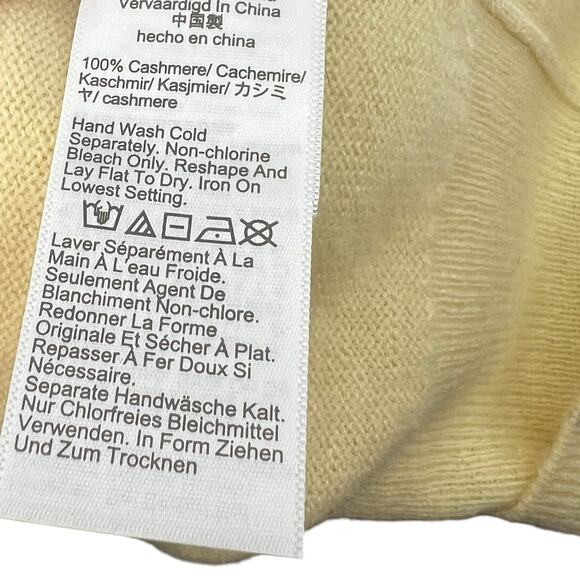 Vervaardigd In China
中国製
hecho en china
100% Cashmere/ Cachemire/
Kaschmir/ Kasjmier/ カシミ
ヤ/ cashmere
Hand Wash Cold
Separately. Non-chlorine
Bleach Only. Reshape And
Lay Flat To Dry. Iron On
Lowest Setting.
Laver Séparément À La
Main À L'eau Froide.
Seulement Agent De
Blanchiment Non-chlore.
Redonner La Forme
Originale Et Sécher À Plat.
Repasser À Fer Doux Si
Nécessaire.
Separate Handwäsche Kalt.
Nur Chlorfreies Bleichmittel
Verwenden. In Form Ziehen
Und Zum Trocknen